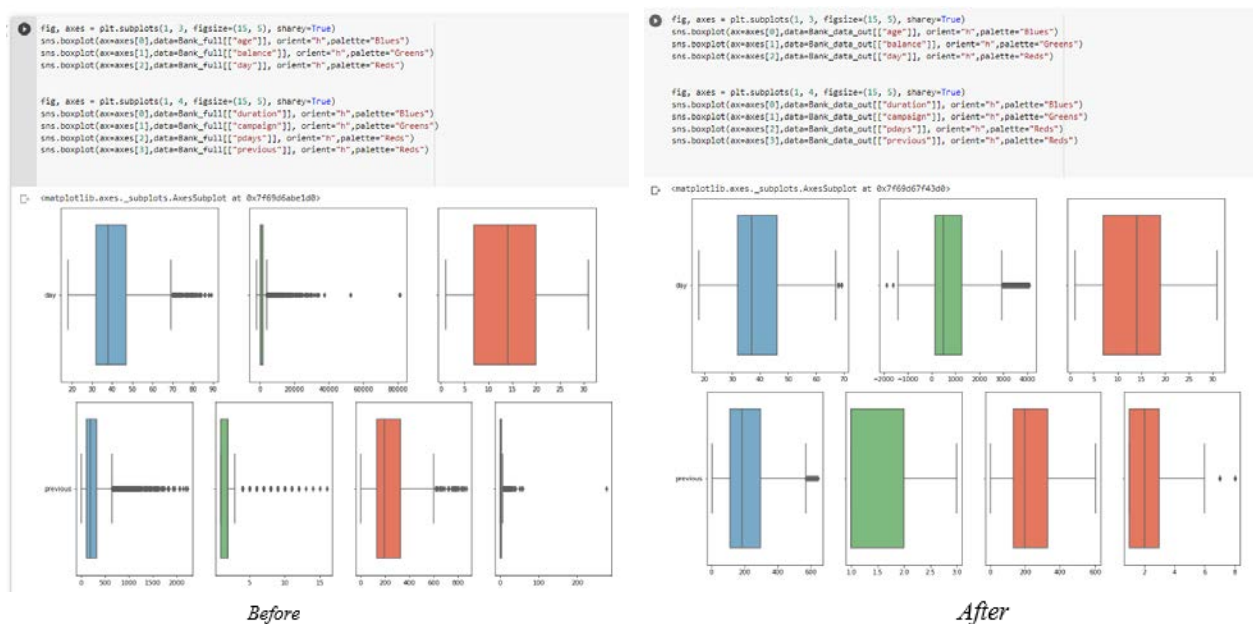 fig, axes = plt.subplots(1, 3, figsize=(15, 5), sharey=True)
sns.boxplot(ax=axes[0],data=Bank_full[["age"]], orient="h",palette="Blues")
sns.boxplot(ax=axes[1],data=Bank_full[["balance"]], orient="h",palette="Greens")
sns.boxplot(ax=axes[2],data=Bank_full[["day"]], orient="h",palette="Reds")
fig, axes = plt.subplots(1, 4, figsize=(15, 5), sharey=True)
sns.boxplot(ax=axes[0],data=Bank_full[["duration"]], orient="h",palette="Blues")
sns.boxplot(ax=axes[1],data=Bank_full[["campaign"]], orient="h",palette="Greens")
sns.boxplot(ax=axes[2],data=Bank_full[["pdays"]], orient="h",palette="Reds")
sns.boxplot(ax=axes[3],data=Bank_full[["previous"]], orient="h",palette="Reds")
<matplotlib.axes._subplots.AxesSubplot at 0x7f69d6abe1d0>
day
20 30 40 50 60 70 80 90
0 20000 40000 60000 80000
0 5 10 15 20 25 30
previous
0 500 1000 1500 2000
5 10 15
0 200 400 600 800
0 100 200
Before
fig, axes = plt.subplots(1, 3, figsize=(15, 5), sharey=True)
sns.boxplot(ax=axes[0],data=Bank_data_out[["age"]], orient="h",palette="Blues")
sns.boxplot(ax=axes[1],data=Bank_data_out[["balance"]], orient="h",palette="Greens")
sns.boxplot(ax=axes[2],data=Bank_data_out[["day"]], orient="h",palette="Reds")
fig, axes = plt.subplots(1, 4, figsize=(15, 5), sharey=True)
sns.boxplot(ax=axes[0],data=Bank_data_out[["duration"]], orient="h",palette="Blues")
sns.boxplot(ax=axes[1],data=Bank_data_out[["campaign"]], orient="h",palette="Greens")
sns.boxplot(ax=axes[2],data=Bank_data_out[["pdays"]], orient="h",palette="Reds")
sns.boxplot(ax=axes[3],data=Bank_data_out[["previous"]], orient="h",palette="Reds")
<matplotlib.axes._subplots.AxesSubplot at 0x7f69d67f43d0>
day
20 30 40 50 60 70
−2000 −1000 0 1000 2000 3000 4000
0 5 10 15 20 25 30
previous
0 200 400 600
1.0 1.5 2.0 2.5 3.0
0 200 400 600
2 4 6 8
After